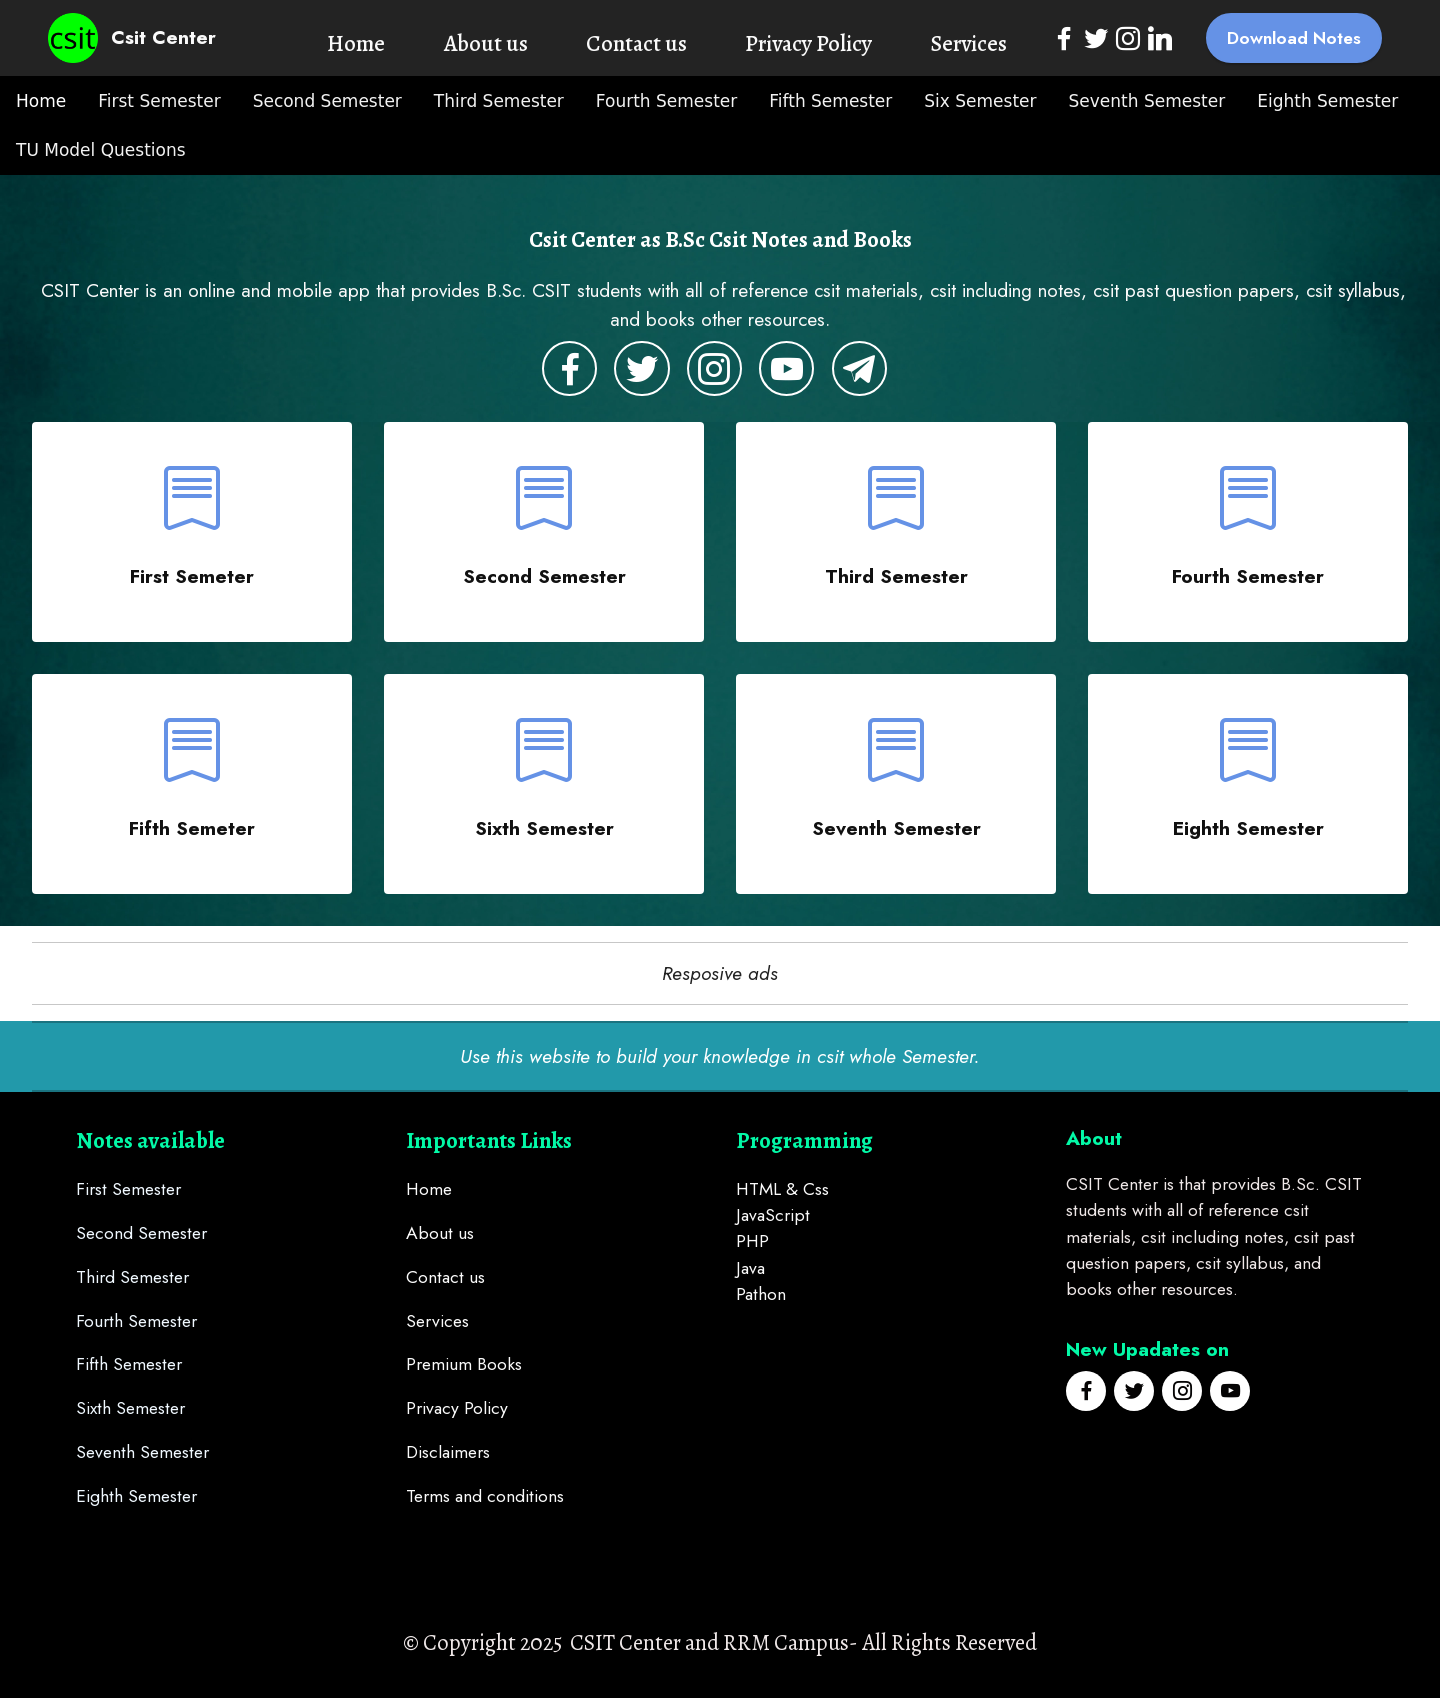 csit Csit Center Home About us Contact us Privacy Policy Services Download Notes
Home First Semester Second Semester Third Semester Fourth Semester Fifth Semester Six Semester Seventh Semester Eighth Semester
TU Model Questions
Csit Center as B.Sc Csit Notes and Books
CSIT Center is an online and mobile app that provides B.Sc. CSIT students with all of reference csit materials, csit including notes, csit past question papers, csit syllabus,
and books other resources.
First Semeter
Second Semester
Third Semester
Fourth Semester
Fifth Semeter
Sixth Semester
Seventh Semester
Eighth Semester
Resposive ads
Use this website to build your knowledge in csit whole Semester.
Notes available
First Semester
Second Semester
Third Semester
Fourth Semester
Fifth Semester
Sixth Semester
Seventh Semester
Eighth Semester
Importants Links
Home
About us
Contact us
Services
Premium Books
Privacy Policy
Disclaimers
Terms and conditions
Programming
HTML & Css
JavaScript
PHP
Java
Pathon
About
CSIT Center is that provides B.Sc. CSIT
students with all of reference csit
materials, csit including notes, csit past
question papers, csit syllabus, and
books other resources.
New Upadates on
© Copyright 2025 CSIT Center and RRM Campus- All Rights Reserved